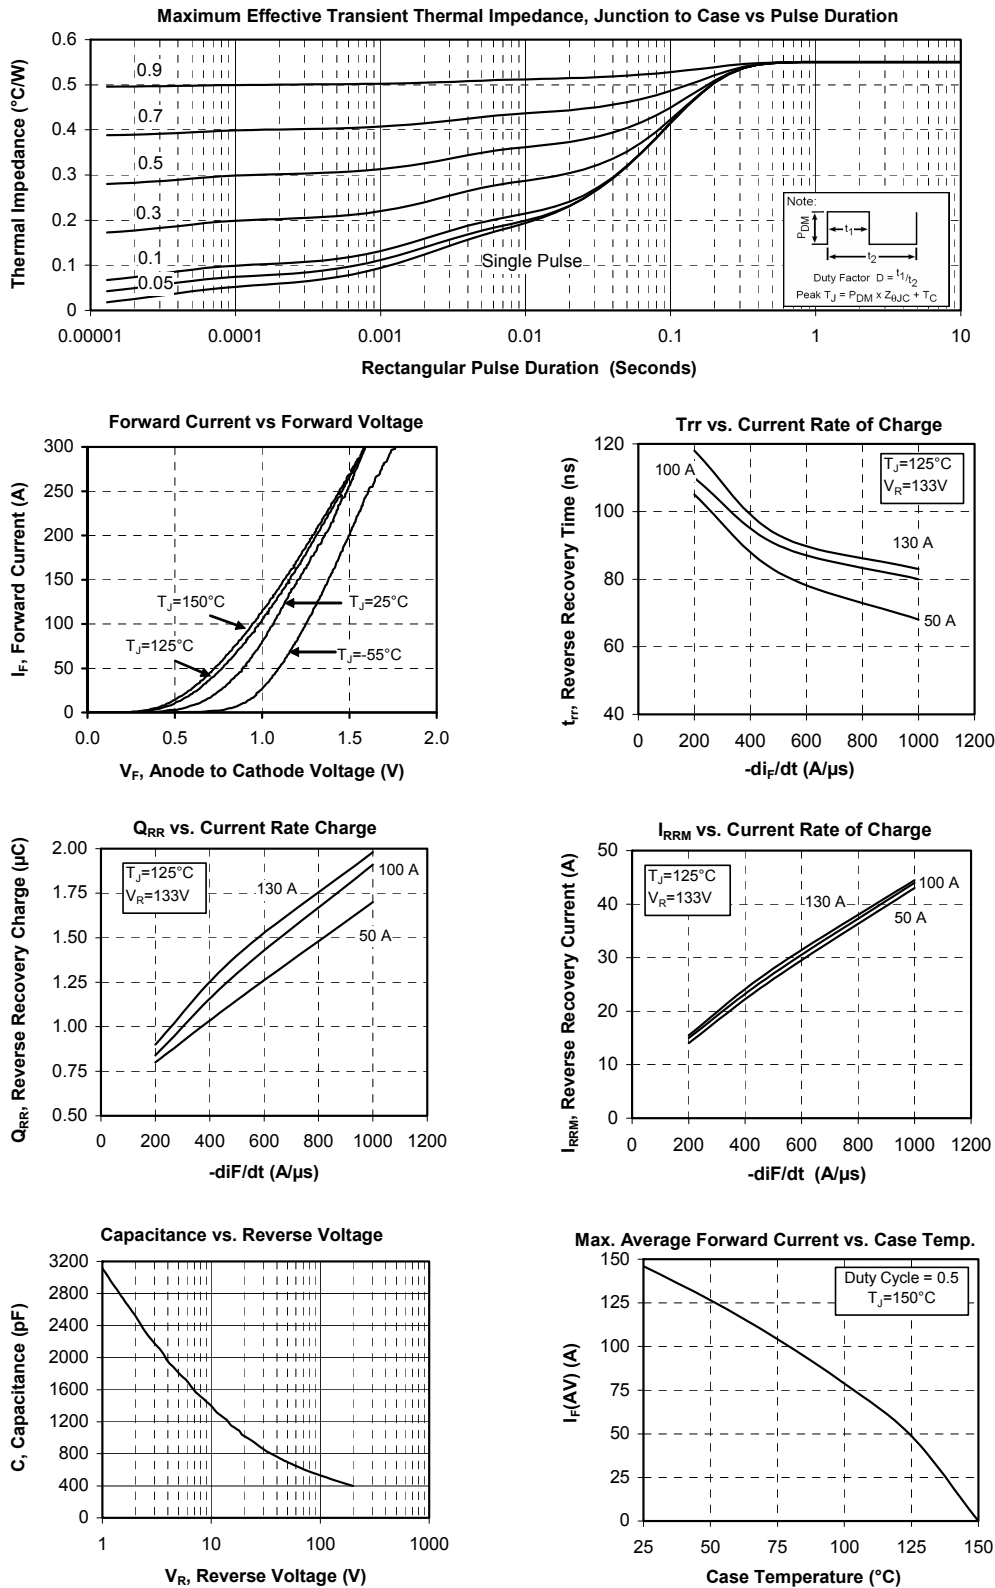 Maximum Effective Transient Thermal Impedance, Junction to Case vs Pulse Duration
Thermal Impedance (°C/W)
0.6
0.5
0.4
0.3
0.2
0.1
0
0.9
0.7
0.5
0.3
0.1
0.05
Single Pulse
Note:
PDM
t1
t2
Duty Factor D = t1/t2
Peak TJ = PDM x ZθJC + TC
0.00001
0.0001
0.001
0.01
0.1
1
10
Rectangular Pulse Duration (Seconds)
Forward Current vs Forward Voltage
IF, Forward Current (A)
300
250
200
150
100
50
0
TJ=150°C
TJ=125°C
TJ=25°C
TJ=-55°C
0.0
0.5
1.0
1.5
2.0
VF, Anode to Cathode Voltage (V)
Trr vs. Current Rate of Charge
trr, Reverse Recovery Time (ns)
120
100
80
60
40
TJ=125°C
VR=133V
100 A
130 A
50 A
0
200
400
600
800
1000
1200
-diF/dt (A/µs)
QRR vs. Current Rate Charge
QRR, Reverse Recovery Charge (µC)
2.00
1.75
1.50
1.25
1.00
0.75
0.50
TJ=125°C
VR=133V
130 A
100 A
50 A
0
200
400
600
800
1000
1200
-diF/dt (A/µs)
IRRM vs. Current Rate of Charge
IRRM, Reverse Recovery Current (A)
50
40
30
20
10
0
TJ=125°C
VR=133V
130 A
100 A
50 A
0
200
400
600
800
1000
1200
-diF/dt (A/µs)
Capacitance vs. Reverse Voltage
C, Capacitance (pF)
3200
2800
2400
2000
1600
1200
800
400
0
1
10
100
1000
VR, Reverse Voltage (V)
Max. Average Forward Current vs. Case Temp.
IF(AV) (A)
150
125
100
75
50
25
0
Duty Cycle = 0.5
TJ=150°C
25
50
75
100
125
150
Case Temperature (°C)